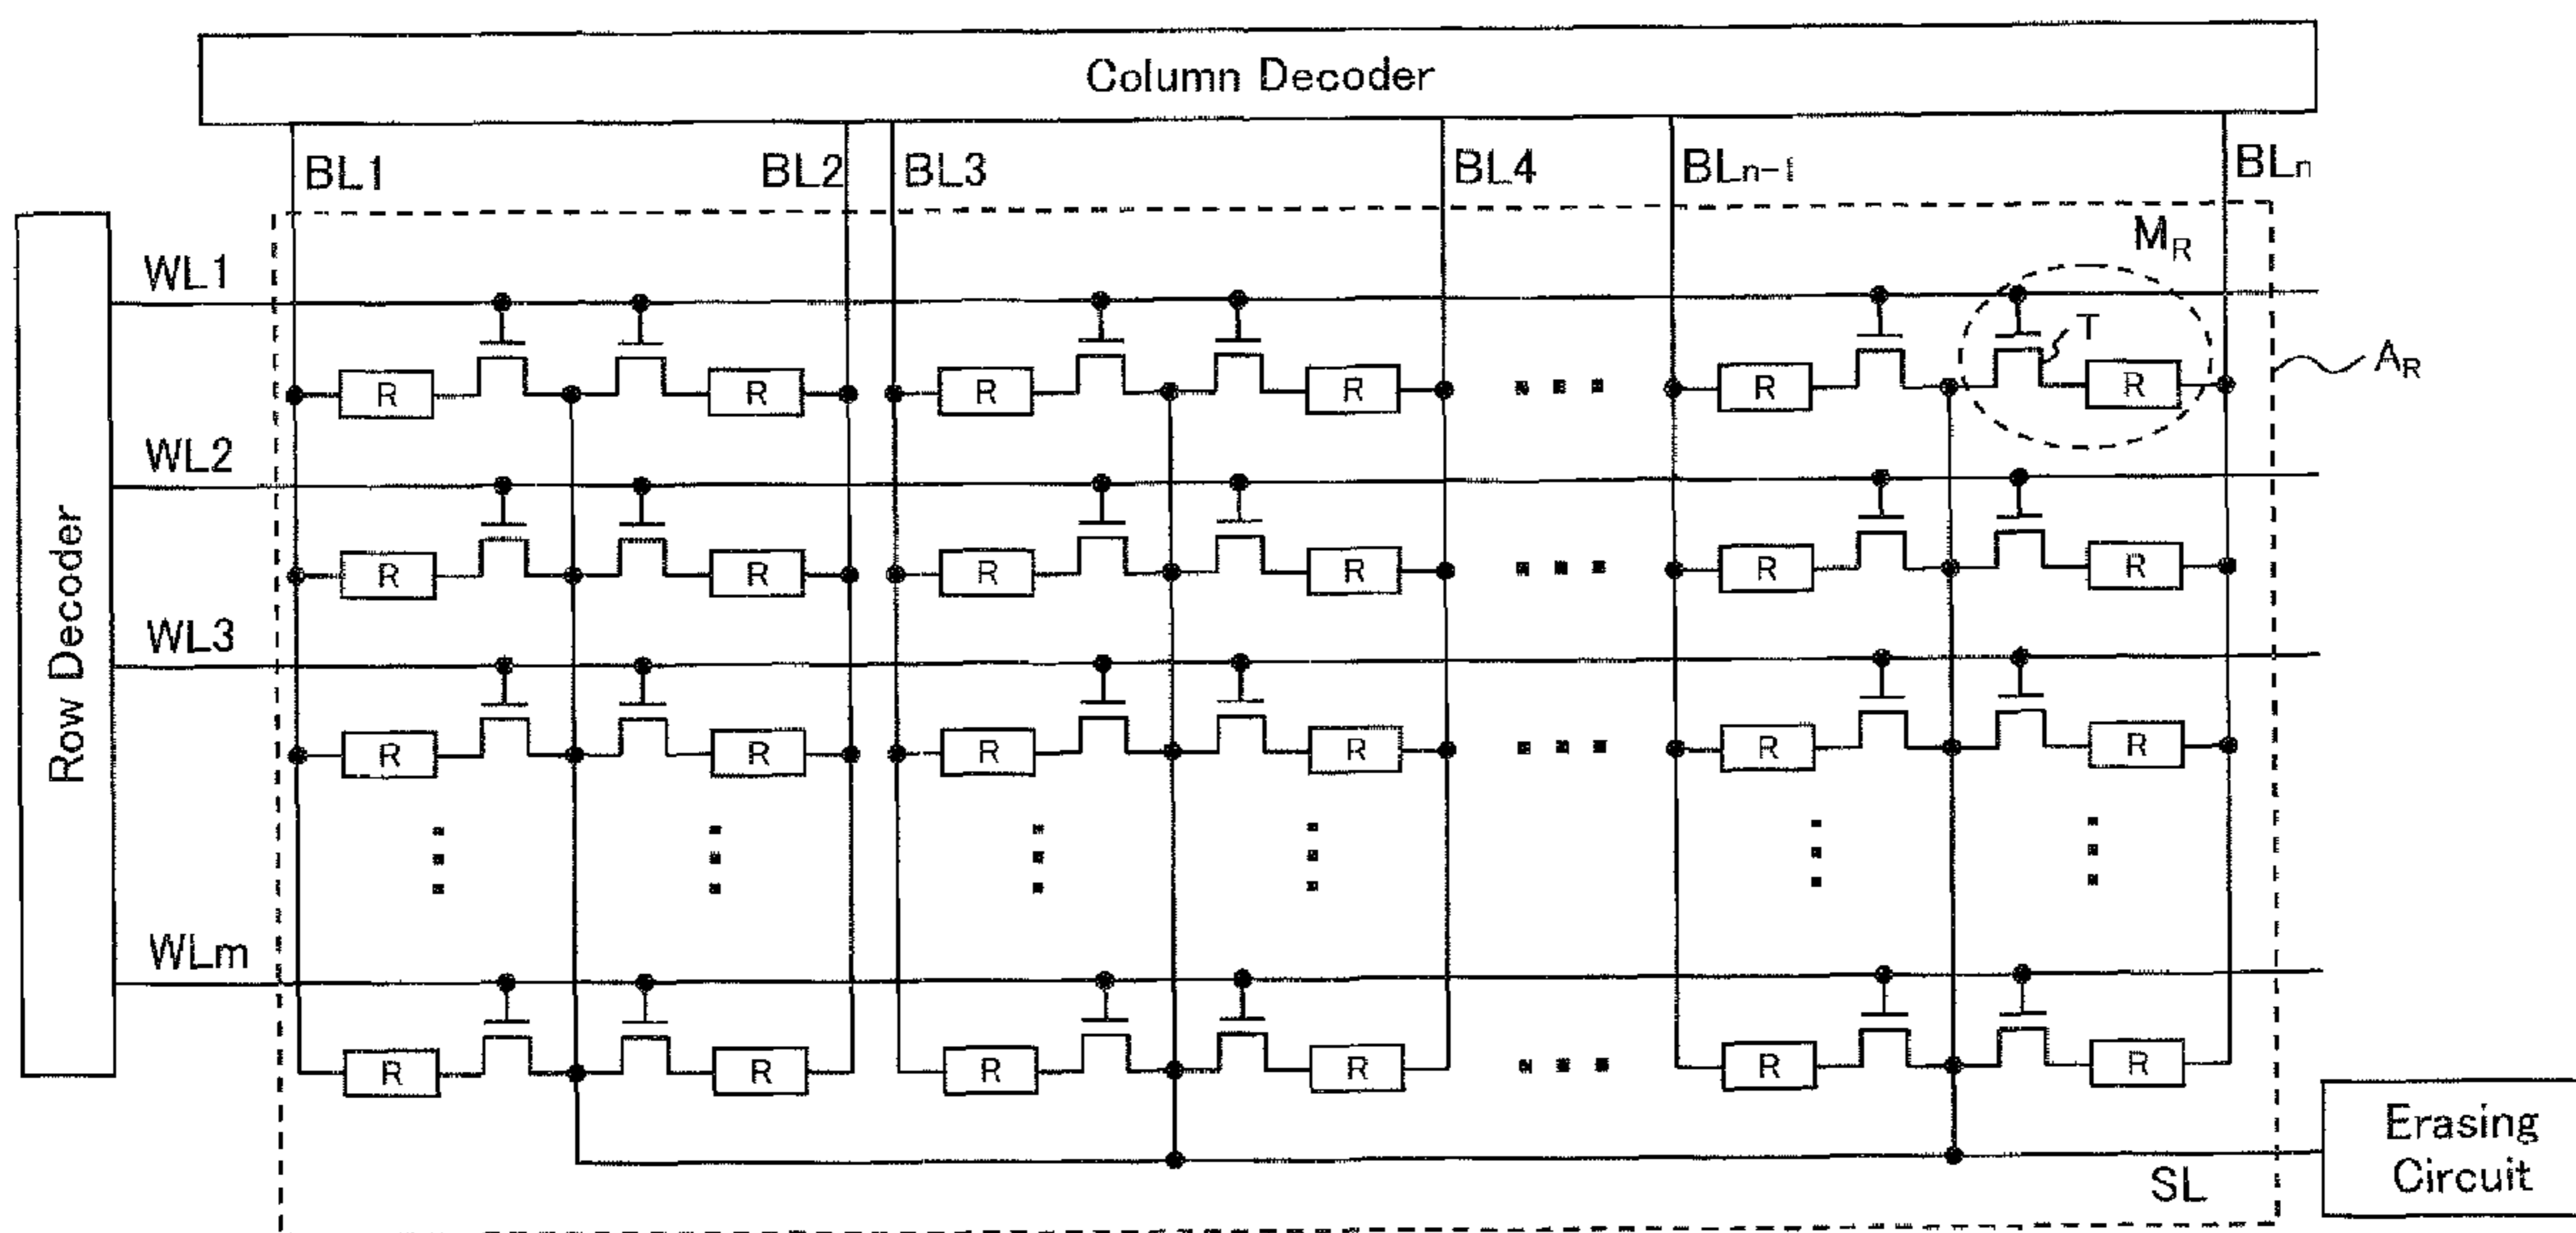 Column Decoder
BL1 BL2 BL3 BL4 BLn-1 BLn
MR
WL1
T
AR
R R R R R R
WL2
R R R R R R
WL3
R R R R R R
Row Decoder
WLm
R R R R R R
Erasing
Circuit
SL